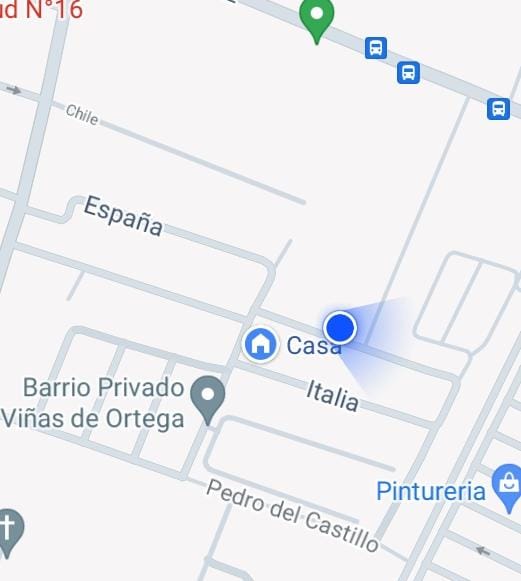 ud N°16
Chile
España
Casa
Barrio Privado
Viñas de Ortega
Italia
Pintureria
Pedro del Castillo